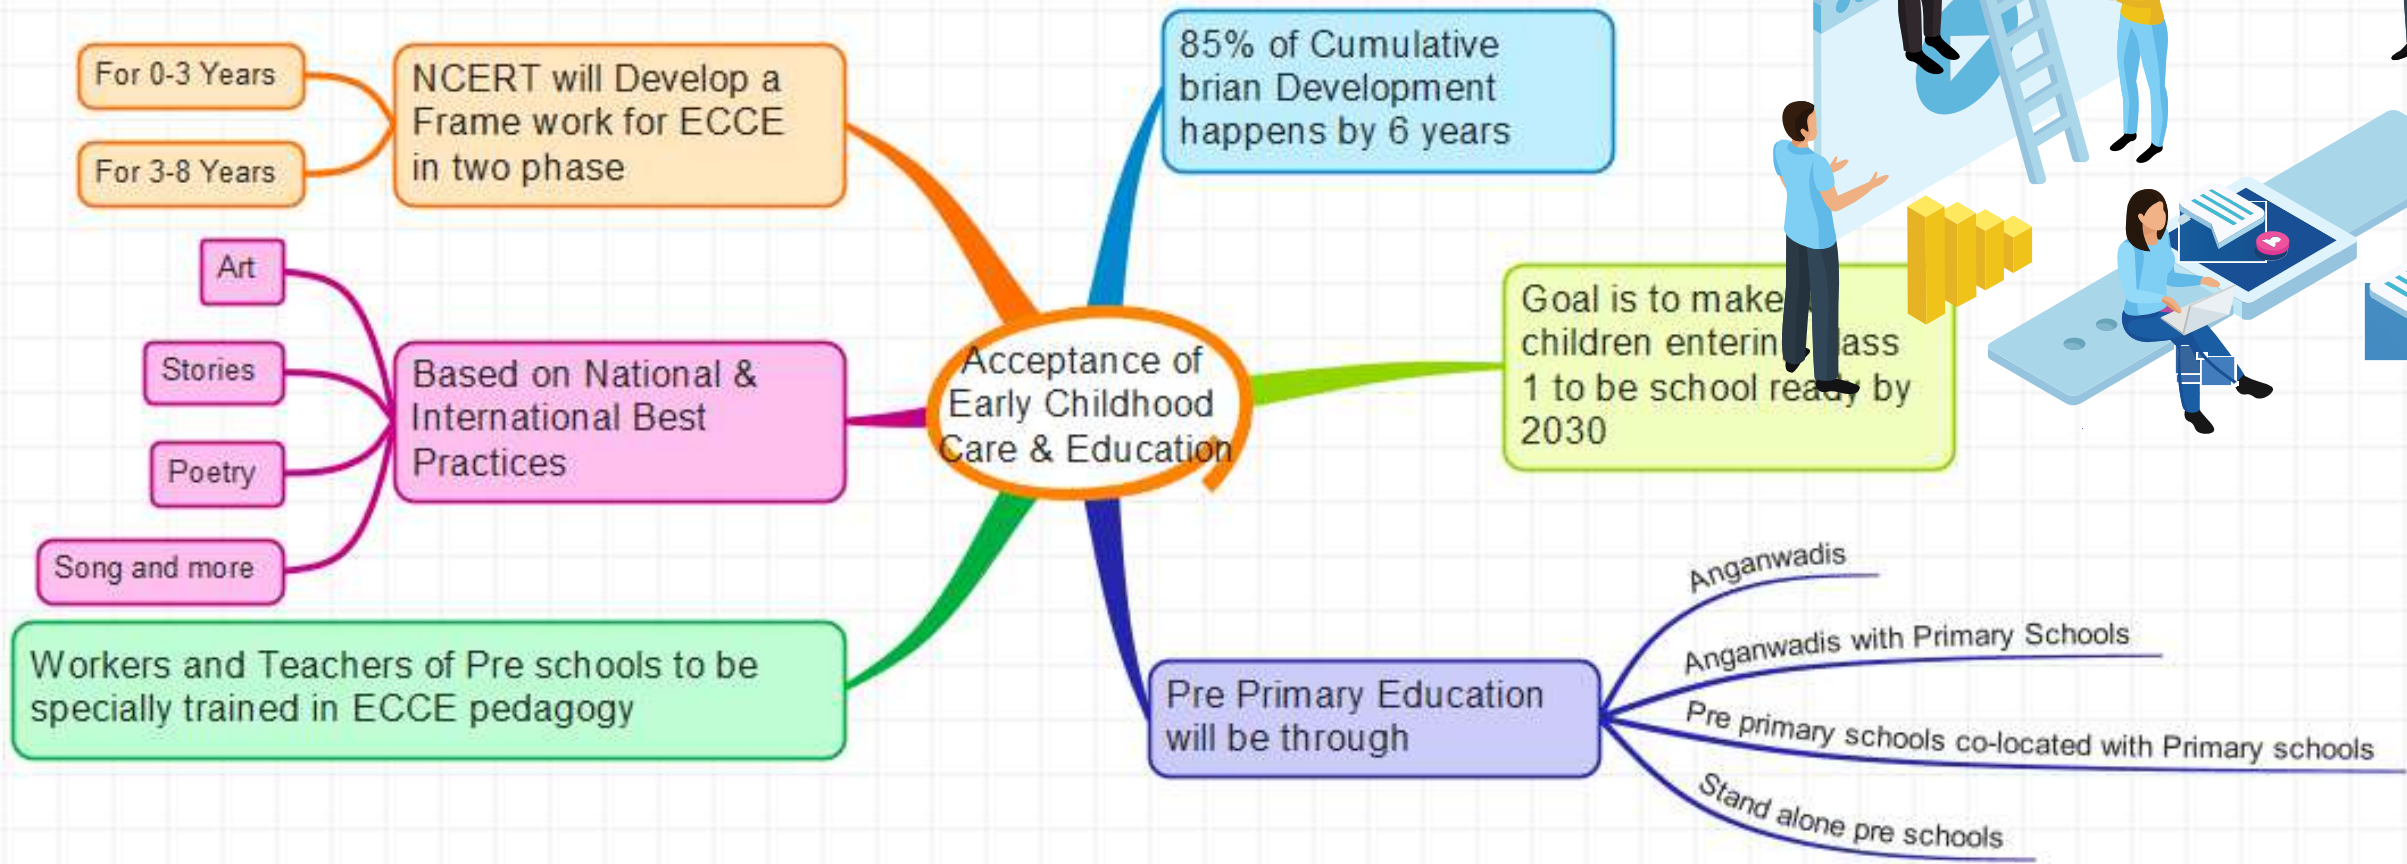 For 0-3 Years
For 3-8 Years
NCERT will Develop a
Frame work for ECCE
in two phase
85% of Cumulative
brian Development
happens by 6 years
Art
Stories
Poetry
Song and more
Based on National &
International Best
Practices
Acceptance of
Early Childhood
Care & Education
Goal is to make
children entering class
1 to be school ready by
2030
Workers and Teachers of Pre schools to be
specially trained in ECCE pedagogy
Pre Primary Education
will be through
Anganwadis
Anganwadis with Primary Schools
Pre primary schools co-located with Primary schools
Stand alone pre schools